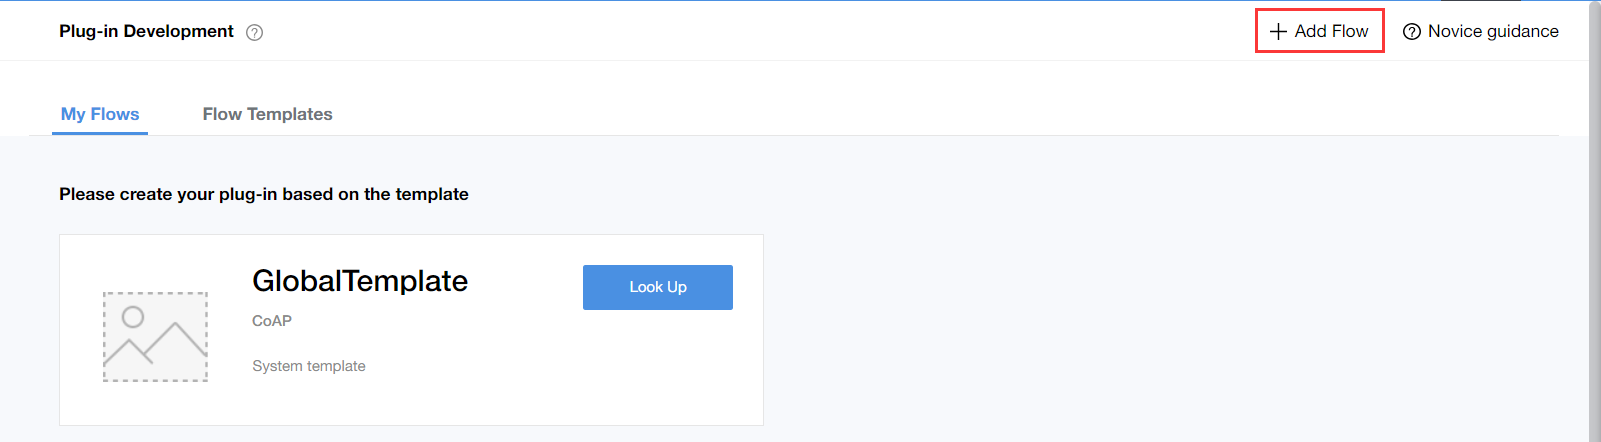 Plug-in Development
Add Flow
Novice guidance
My Flows
Flow Templates
Please create your plug-in based on the template
GlobalTemplate
Look Up
CoAP
System template